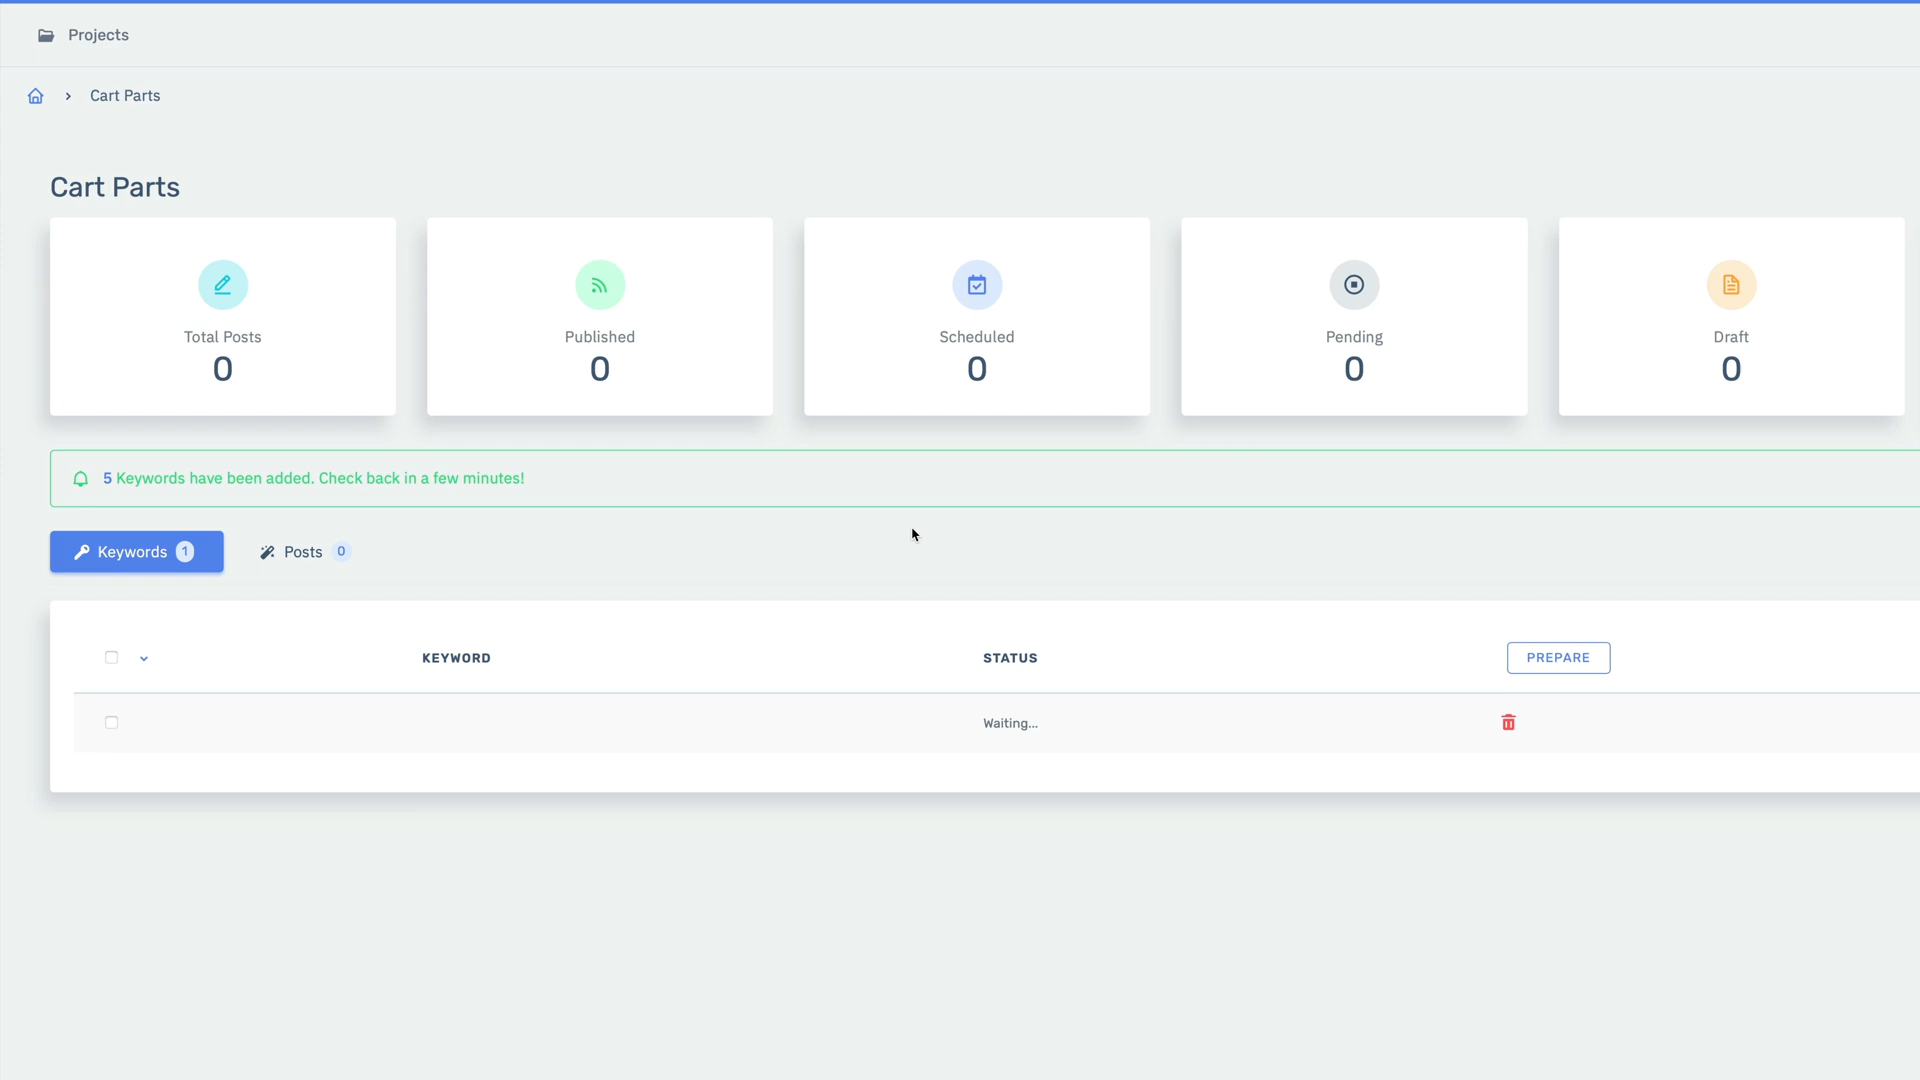 Projects
Cart Parts
Cart Parts
Total Posts
0
Published
0
Scheduled
0
Pending
0
Draft
0
5 Keywords have been added. Check back in a few minutes!
Keywords 1
Posts 0
KEYWORD STATUS PREPARE
Waiting...